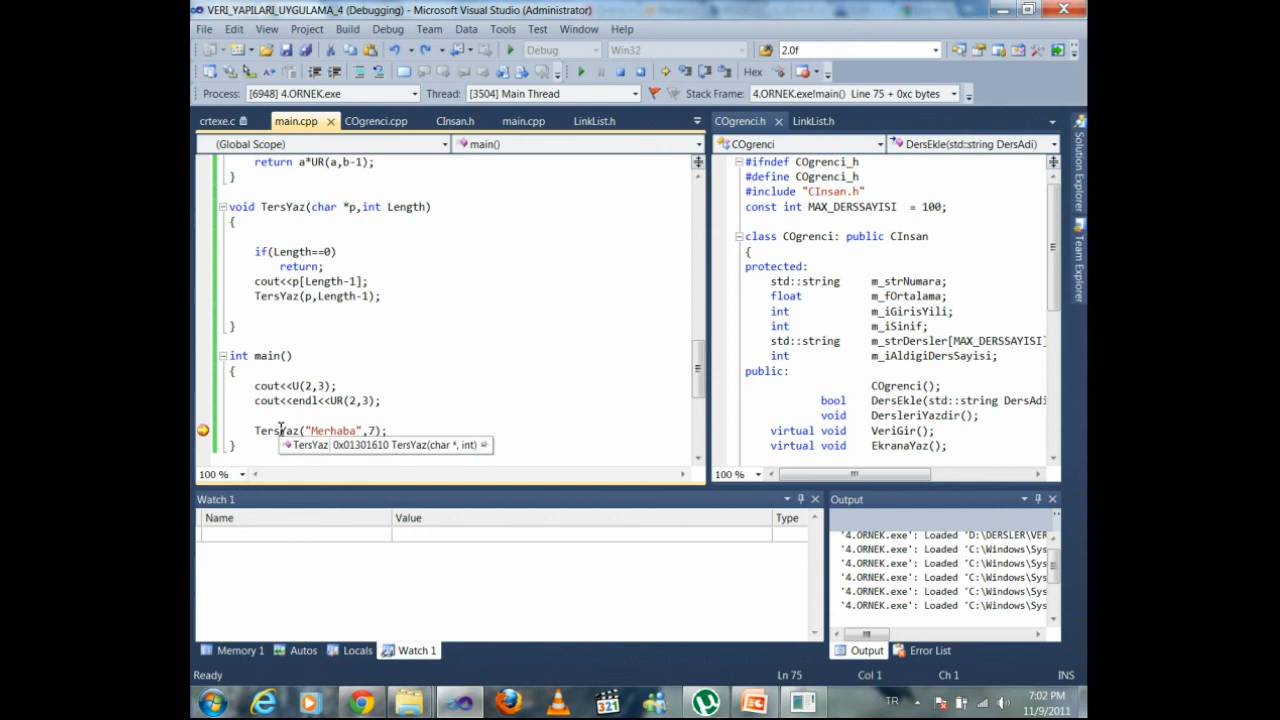 VERI_YAPILARI_UYGULAMA_4 (Debugging) - Microsoft Visual Studio (Administrator)
File Edit View Project Build Debug Team Data Tools Test Window Help
Debug Win32 2.0f
Hex
Process: [6948] 4.ORNEK.exe Thread: [3504] Main Thread Stack Frame: 4.ORNEK.exe!main() Line 75 + 0xc bytes
crtexe.c main.cpp COgrenci.cpp CInsan.h main.cpp LinkList.h
(Global Scope) main()
return a*UR(a,b-1);
}
void TersYaz(char *p,int Length)
{
if(Length==0)
return;
cout<<p[Length-1];
TersYaz(p,Length-1);
}
int main()
{
cout<<U(2,3);
cout<<endl<<UR(2,3);
TersYaz("Merhaba",7);
TersYaz 0x01301610 TersYaz(char *, int)
}
100 %
COgrenci.h LinkList.h
COgrenci DersEkle(std::string DersAdi)
#ifndef COgrenci_h
#define COgrenci_h
#include "CInsan.h"
const int MAX_DERSSAYISI = 100;
class COgrenci: public CInsan
{
protected:
std::string m_strNumara;
float m_fOrtalama;
int m_iGirisYili;
int m_iSinif;
std::string m_strDersler[MAX_DERSSAYISI]
int m_iAldigiDersSayisi;
public:
COgrenci();
bool DersEkle(std::string DersAdi
void DersleriYazdir();
virtual void VeriGir();
virtual void EkranaYaz();
100 %
Solution Explorer
Team Explorer
Watch 1
Name Value Type
Memory 1 Autos Locals Watch 1
Output
'4.ORNEK.exe': Loaded 'D:\DERSLER\VER
'4.ORNEK.exe': Loaded 'C:\Windows\Sys
'4.ORNEK.exe': Loaded 'C:\Windows\Sys
'4.ORNEK.exe': Loaded 'C:\Windows\Sys
'4.ORNEK.exe': Loaded 'C:\Windows\Sys
'4.ORNEK.exe': Loaded 'C:\Windows\Sys
Output Error List
Ready Ln 75 Col 1 Ch 1 INS
321
TR 7:02 PM
11/9/2011